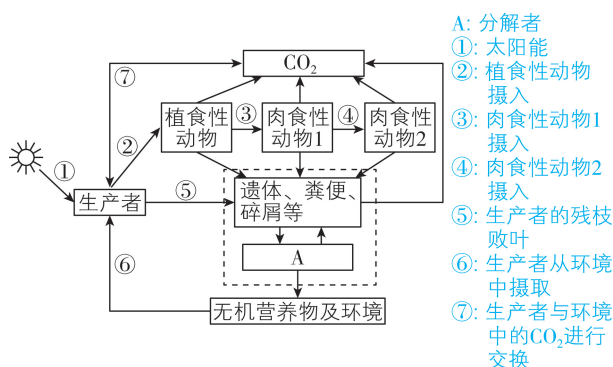 CO₂
⑦
植食性
动物
③
肉食性
动物1
④
肉食性
动物2
②
①
生产者
⑤
遗体、粪便、
碎屑等
A
⑥
无机营养物及环境
A: 分解者
①: 太阳能
②: 植食性动物
摄入
③: 肉食性动物1
摄入
④: 肉食性动物2
摄入
⑤: 生产者的残枝
败叶
⑥: 生产者从环境
中摄取
⑦: 生产者与环境
中的CO₂进行
交换